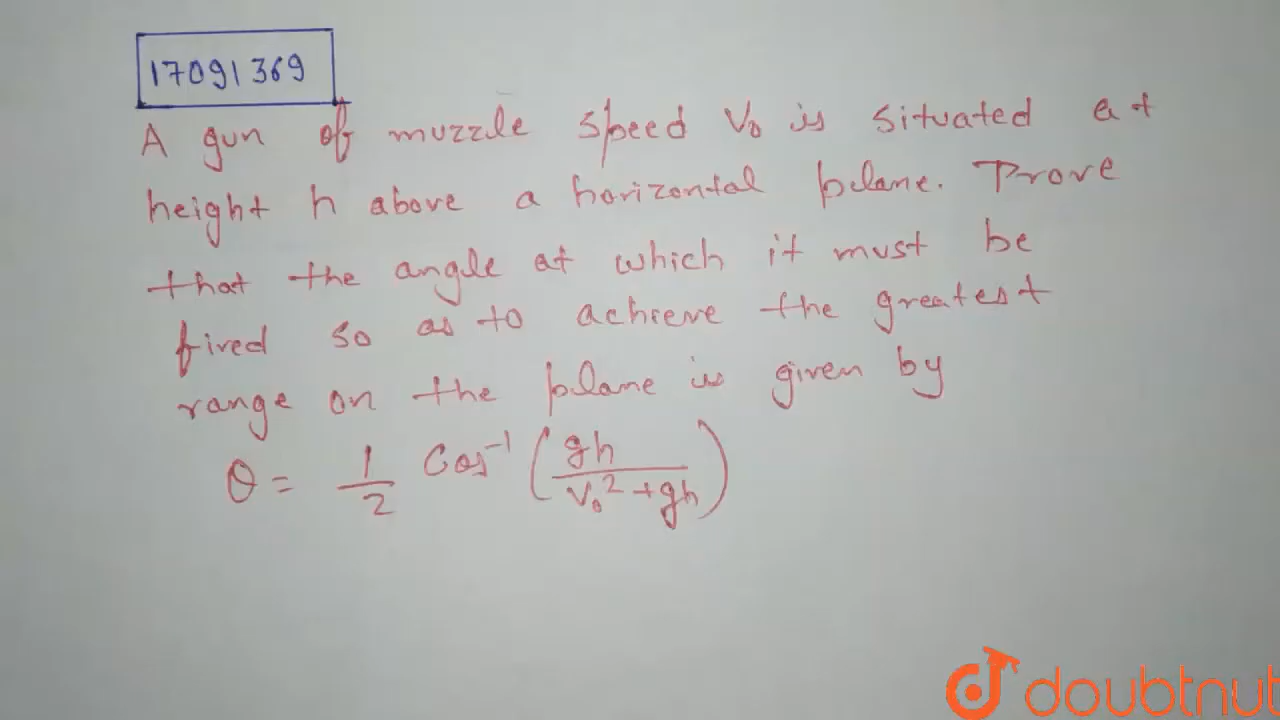 17091369
A gun of muzzle speed V₀ is situated at
height h above a horizontal plane. Prove
that the angle at which it must be
fired so as to achieve the greatest
range on the plane is given by
θ = 1/2 Cos⁻¹ (gh/(V₀² + gh))
doubtnut